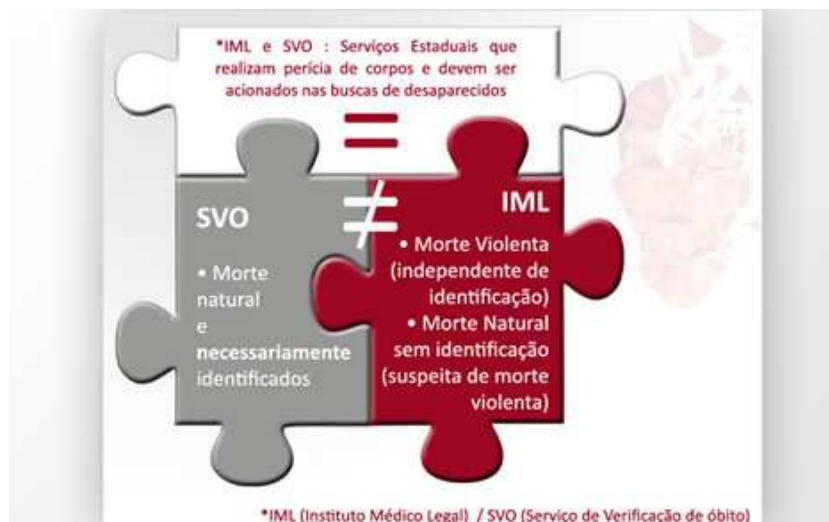 *IML e SVO : Serviços Estaduais que
realizam perícia de corpos e devem ser
acionados nas buscas de desaparecidos
=
SVO
• Morte
natural
e
necessariamente
identificados
≠
IML
• Morte Violenta
(independente de
identificação)
• Morte Natural
sem identificação
(suspeita de morte
violenta)
*IML (Instituto Médico Legal) / SVO (Serviço de Verificação de óbito)